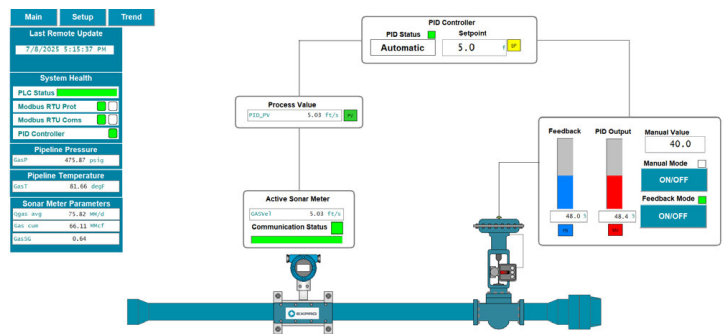 Main
Setup
Trend
Last Remote Update
7/8/2025 5:15:37 PM
System Health
PLC Status
Modbus RTU Prot
Modbus RTU Coms
PID Controller
Pipeline Pressure
GasP 475.87 psig
Pipeline Temperature
GasT 81.66 degF
Sonar Meter Parameters
Qgas avg 75.82 MM/d
Gas cum 66.11 MMcf
GasSG 0.64
PID Controller
PID Status
Setpoint
Automatic
5.0
SP
Process Value
PID_PV 5.03 ft/s
PV
Active Sonar Meter
GASVel 5.03 ft/s
Communication Status
EXPRO
Feedback
PID Output
Manual Value
40.0
Manual Mode
ON/OFF
Feedback Mode
ON/OFF
48.0 %
48.4 %